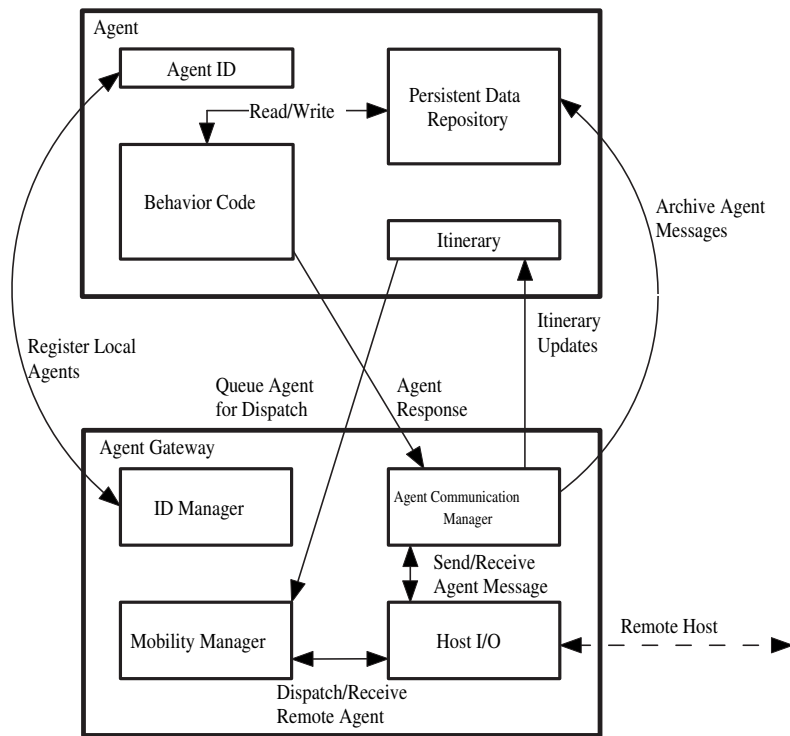 Agent
Agent ID
Persistent Data
Repository
Read/Write
Behavior Code
Itinerary
Archive Agent
Messages
Itinerary
Updates
Register Local
Agents
Queue Agent
for Dispatch
Agent
Response
Agent Gateway
ID Manager
Agent Communication
Manager
Send/Receive
Agent Message
Mobility Manager
Host I/O
Remote Host
Dispatch/Receive
Remote Agent